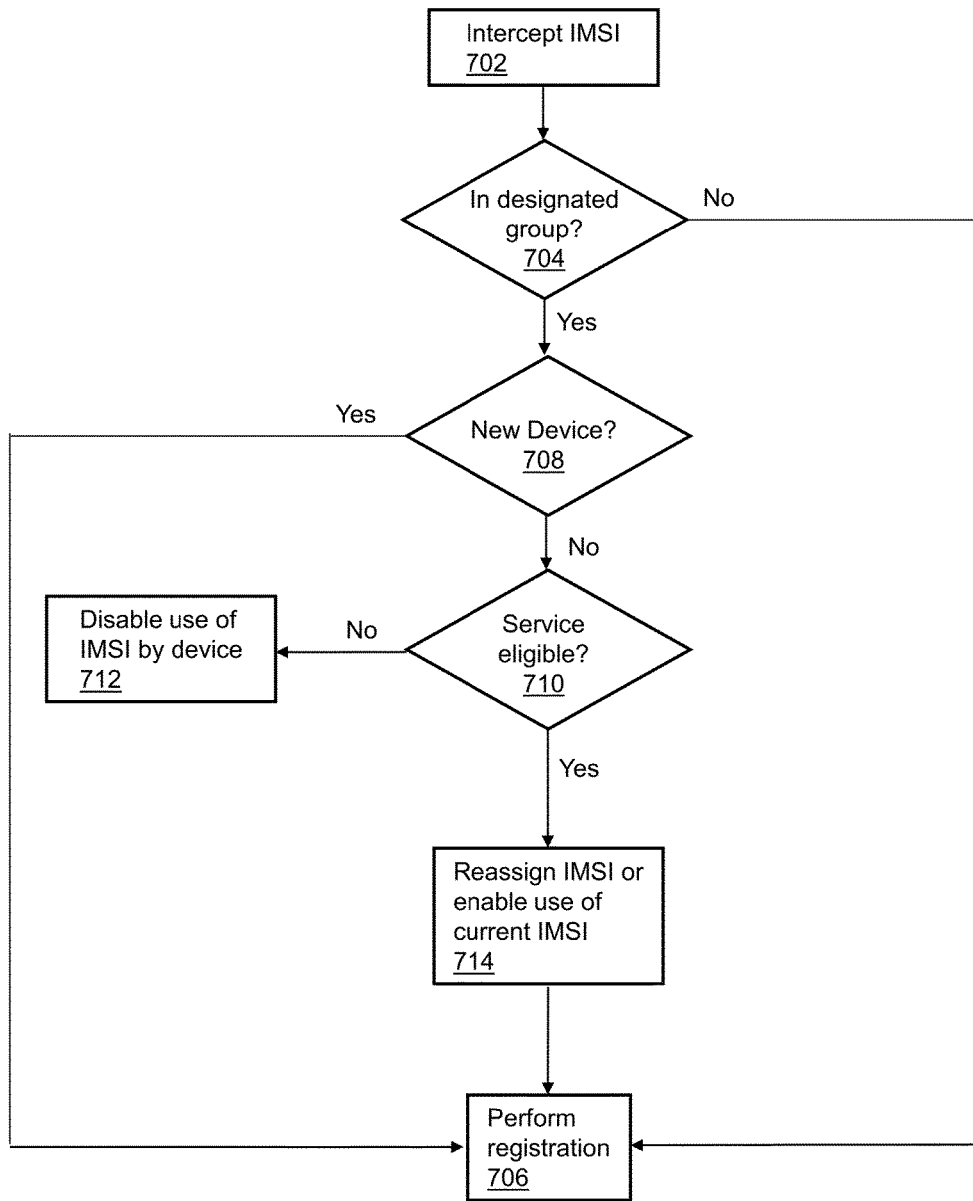 Intercept IMSI
702
In designated
group?
704
No
Yes
New Device?
708
Yes
No
Service
eligible?
710
No
Disable use of
IMSI by device
712
Yes
Reassign IMSI or
enable use of
current IMSI
714
Perform
registration
706